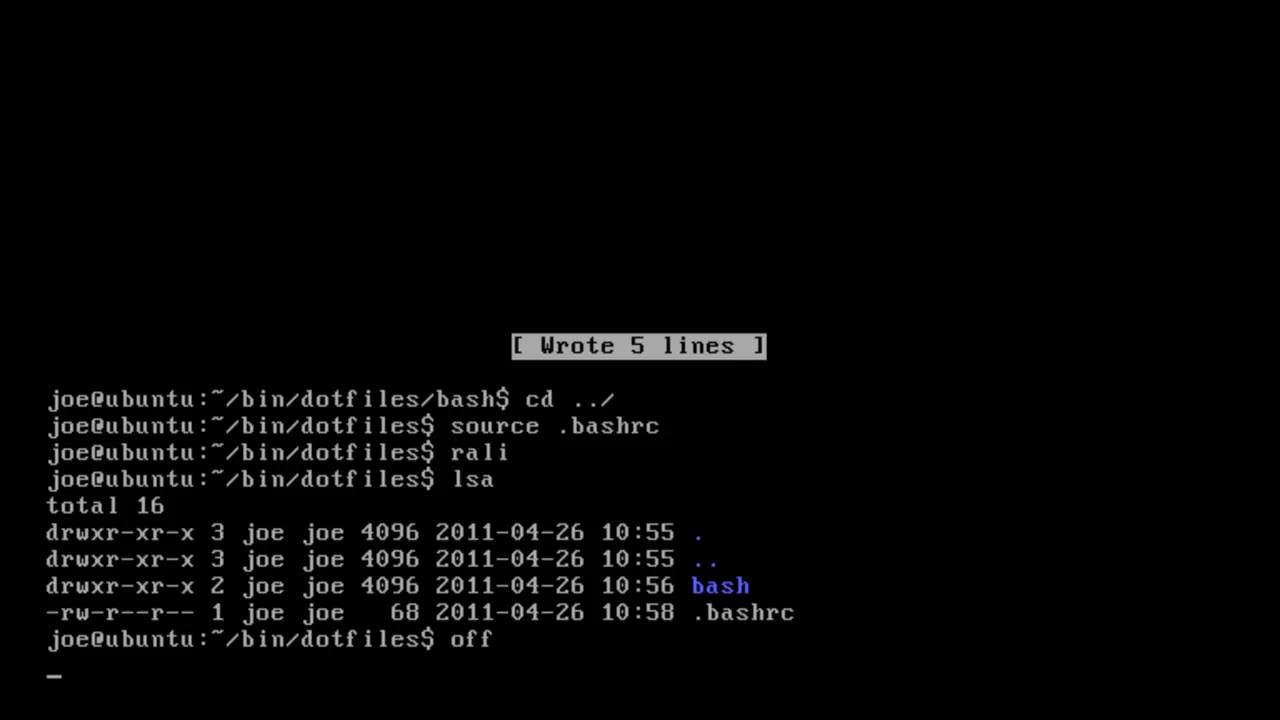 [ Wrote 5 lines ]
joe@ubuntu:~/bin/dotfiles/bash$ cd ../
joe@ubuntu:~/bin/dotfiles$ source .bashrc
joe@ubuntu:~/bin/dotfiles$ rali
joe@ubuntu:~/bin/dotfiles$ lsa
total 16
drwxr-xr-x 3 joe joe 4096 2011-04-26 10:55 .
drwxr-xr-x 3 joe joe 4096 2011-04-26 10:55 ..
drwxr-xr-x 2 joe joe 4096 2011-04-26 10:56 bash
-rw-r--r-- 1 joe joe   68 2011-04-26 10:58 .bashrc
joe@ubuntu:~/bin/dotfiles$ off
_